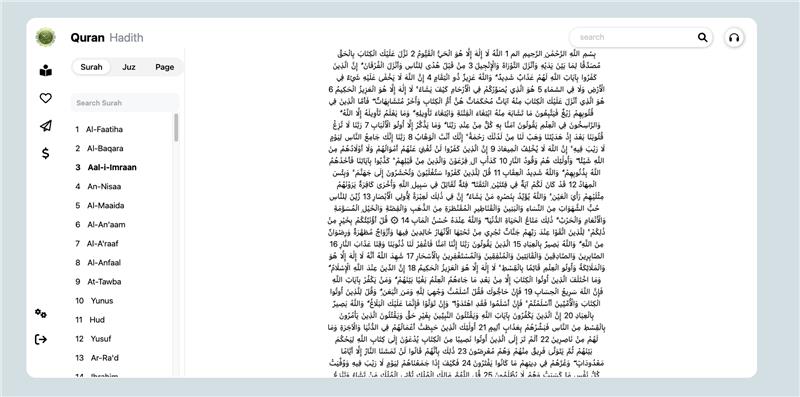 Quran Hadith
search
Surah Juz Page
Search Surah
1 Al-Faatiha
2 Al-Baqara
3 Aal-i-Imraan
4 An-Nisaa
5 Al-Maaida
6 Al-An'aam
7 Al-A'raaf
8 Al-Anfaal
9 At-Tawba
10 Yunus
11 Hud
12 Yusuf
13 Ar-Ra'd
14 Ibrahim
بِسْمِ اللَّهِ الرَّحْمَٰنِ الرَّحِيمِ الم 1 اللَّهُ لَا إِلَٰهَ إِلَّا هُوَ الْحَيُّ الْقَيُّومُ 2 نَزَّلَ عَلَيْكَ الْكِتَابَ بِالْحَقِّ
مُصَدِّقًا لِّمَا بَيْنَ يَدَيْهِ وَأَنزَلَ التَّوْرَاةَ وَالْإِنجِيلَ 3 مِن قَبْلُ هُدًى لِّلنَّاسِ وَأَنزَلَ الْفُرْقَانَ ۗ إِنَّ الَّذِينَ
كَفَرُوا بِآيَاتِ اللَّهِ لَهُمْ عَذَابٌ شَدِيدٌ ۗ وَاللَّهُ عَزِيزٌ ذُو انتِقَامٍ 4 إِنَّ اللَّهَ لَا يَخْفَىٰ عَلَيْهِ شَيْءٌ فِي
الْأَرْضِ وَلَا فِي السَّمَاءِ 5 هُوَ الَّذِي يُصَوِّرُكُمْ فِي الْأَرْحَامِ كَيْفَ يَشَاءُ ۚ لَا إِلَٰهَ إِلَّا هُوَ الْعَزِيزُ الْحَكِيمُ 6
هُوَ الَّذِي أَنزَلَ عَلَيْكَ الْكِتَابَ مِنْهُ آيَاتٌ مُّحْكَمَاتٌ هُنَّ أُمُّ الْكِتَابِ وَأُخَرُ مُتَشَابِهَاتٌ ۖ فَأَمَّا الَّذِينَ فِي
قُلُوبِهِمْ زَيْغٌ فَيَتَّبِعُونَ مَا تَشَابَهَ مِنْهُ ابْتِغَاءَ الْفِتْنَةِ وَابْتِغَاءَ تَأْوِيلِهِ ۗ وَمَا يَعْلَمُ تَأْوِيلَهُ إِلَّا اللَّهُ ۗ
وَالرَّاسِخُونَ فِي الْعِلْمِ يَقُولُونَ آمَنَّا بِهِ كُلٌّ مِّنْ عِندِ رَبِّنَا ۗ وَمَا يَذَّكَّرُ إِلَّا أُولُو الْأَلْبَابِ 7 رَبَّنَا لَا تُزِغْ
قُلُوبَنَا بَعْدَ إِذْ هَدَيْتَنَا وَهَبْ لَنَا مِن لَّدُنكَ رَحْمَةً ۚ إِنَّكَ أَنتَ الْوَهَّابُ 8 رَبَّنَا إِنَّكَ جَامِعُ النَّاسِ لِيَوْمٍ
لَّا رَيْبَ فِيهِ ۚ إِنَّ اللَّهَ لَا يُخْلِفُ الْمِيعَادَ 9 إِنَّ الَّذِينَ كَفَرُوا لَن تُغْنِيَ عَنْهُمْ أَمْوَالُهُمْ وَلَا أَوْلَادُهُم مِّنَ
اللَّهِ شَيْئًا ۖ وَأُولَٰئِكَ هُمْ وَقُودُ النَّارِ 10 كَدَأْبِ آلِ فِرْعَوْنَ وَالَّذِينَ مِن قَبْلِهِمْ ۚ كَذَّبُوا بِآيَاتِنَا فَأَخَذَهُمُ
اللَّهُ بِذُنُوبِهِمْ ۗ وَاللَّهُ شَدِيدُ الْعِقَابِ 11 قُل لِّلَّذِينَ كَفَرُوا سَتُغْلَبُونَ وَتُحْشَرُونَ إِلَىٰ جَهَنَّمَ ۚ وَبِئْسَ
الْمِهَادُ 12 قَدْ كَانَ لَكُمْ آيَةٌ فِي فِئَتَيْنِ الْتَقَتَا ۖ فِئَةٌ تُقَاتِلُ فِي سَبِيلِ اللَّهِ وَأُخْرَىٰ كَافِرَةٌ يَرَوْنَهُم
مِّثْلَيْهِمْ رَأْيَ الْعَيْنِ ۚ وَاللَّهُ يُؤَيِّدُ بِنَصْرِهِ مَن يَشَاءُ ۗ إِنَّ فِي ذَٰلِكَ لَعِبْرَةً لِّأُولِي الْأَبْصَارِ 13 زُيِّنَ لِلنَّاسِ
حُبُّ الشَّهَوَاتِ مِنَ النِّسَاءِ وَالْبَنِينَ وَالْقَنَاطِيرِ الْمُقَنطَرَةِ مِنَ الذَّهَبِ وَالْفِضَّةِ وَالْخَيْلِ الْمُسَوَّمَةِ
وَالْأَنْعَامِ وَالْحَرْثِ ۗ ذَٰلِكَ مَتَاعُ الْحَيَاةِ الدُّنْيَا ۖ وَاللَّهُ عِندَهُ حُسْنُ الْمَآبِ 14 ۞ قُلْ أَؤُنَبِّئُكُم بِخَيْرٍ مِّن
ذَٰلِكُمْ ۚ لِلَّذِينَ اتَّقَوْا عِندَ رَبِّهِمْ جَنَّاتٌ تَجْرِي مِن تَحْتِهَا الْأَنْهَارُ خَالِدِينَ فِيهَا وَأَزْوَاجٌ مُّطَهَّرَةٌ وَرِضْوَانٌ
مِّنَ اللَّهِ ۗ وَاللَّهُ بَصِيرٌ بِالْعِبَادِ 15 الَّذِينَ يَقُولُونَ رَبَّنَا إِنَّنَا آمَنَّا فَاغْفِرْ لَنَا ذُنُوبَنَا وَقِنَا عَذَابَ النَّارِ 16
الصَّابِرِينَ وَالصَّادِقِينَ وَالْقَانِتِينَ وَالْمُنفِقِينَ وَالْمُسْتَغْفِرِينَ بِالْأَسْحَارِ 17 شَهِدَ اللَّهُ أَنَّهُ لَا إِلَٰهَ إِلَّا هُوَ
وَالْمَلَائِكَةُ وَأُولُو الْعِلْمِ قَائِمًا بِالْقِسْطِ ۚ لَا إِلَٰهَ إِلَّا هُوَ الْعَزِيزُ الْحَكِيمُ 18 إِنَّ الدِّينَ عِندَ اللَّهِ الْإِسْلَامُ ۗ
وَمَا اخْتَلَفَ الَّذِينَ أُوتُوا الْكِتَابَ إِلَّا مِن بَعْدِ مَا جَاءَهُمُ الْعِلْمُ بَغْيًا بَيْنَهُمْ ۗ وَمَن يَكْفُرْ بِآيَاتِ اللَّهِ
فَإِنَّ اللَّهَ سَرِيعُ الْحِسَابِ 19 فَإِنْ حَاجُّوكَ فَقُلْ أَسْلَمْتُ وَجْهِيَ لِلَّهِ وَمَنِ اتَّبَعَنِ ۗ وَقُل لِّلَّذِينَ أُوتُوا
الْكِتَابَ وَالْأُمِّيِّينَ أَأَسْلَمْتُمْ ۚ فَإِنْ أَسْلَمُوا فَقَدِ اهْتَدَوا ۖ وَّإِن تَوَلَّوْا فَإِنَّمَا عَلَيْكَ الْبَلَاغُ ۗ وَاللَّهُ بَصِيرٌ
بِالْعِبَادِ 20 إِنَّ الَّذِينَ يَكْفُرُونَ بِآيَاتِ اللَّهِ وَيَقْتُلُونَ النَّبِيِّينَ بِغَيْرِ حَقٍّ وَيَقْتُلُونَ الَّذِينَ يَأْمُرُونَ
بِالْقِسْطِ مِنَ النَّاسِ فَبَشِّرْهُم بِعَذَابٍ أَلِيمٍ 21 أُولَٰئِكَ الَّذِينَ حَبِطَتْ أَعْمَالُهُمْ فِي الدُّنْيَا وَالْآخِرَةِ وَمَا
لَهُم مِّن نَّاصِرِينَ 22 أَلَمْ تَرَ إِلَى الَّذِينَ أُوتُوا نَصِيبًا مِّنَ الْكِتَابِ يُدْعَوْنَ إِلَىٰ كِتَابِ اللَّهِ لِيَحْكُمَ
بَيْنَهُمْ ثُمَّ يَتَوَلَّىٰ فَرِيقٌ مِّنْهُمْ وَهُم مُّعْرِضُونَ 23 ذَٰلِكَ بِأَنَّهُمْ قَالُوا لَن تَمَسَّنَا النَّارُ إِلَّا أَيَّامًا
مَّعْدُودَاتٍ ۖ وَغَرَّهُمْ فِي دِينِهِم مَّا كَانُوا يَفْتَرُونَ 24 فَكَيْفَ إِذَا جَمَعْنَاهُمْ لِيَوْمٍ لَّا رَيْبَ فِيهِ وَوُفِّيَتْ
كُلُّ نَفْسٍ مَّا كَسَبَتْ وَهُمْ لَا يُظْلَمُونَ 25 قُلِ اللَّهُمَّ مَالِكَ الْمُلْكِ تُؤْتِي الْمُلْكَ مَن تَشَاءُ وَتَنزِعُ